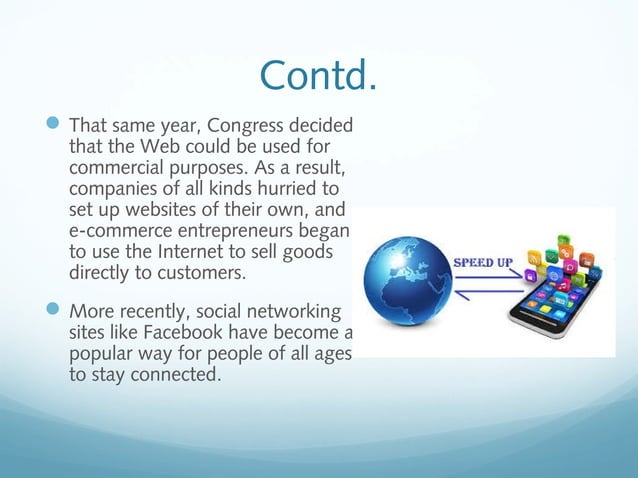 Contd.
That same year, Congress decided
that the Web could be used for
commercial purposes. As a result,
companies of all kinds hurried to
set up websites of their own, and
e-commerce entrepreneurs began
to use the Internet to sell goods
directly to customers.
More recently, social networking
sites like Facebook have become a
popular way for people of all ages
to stay connected.
SPEED UP